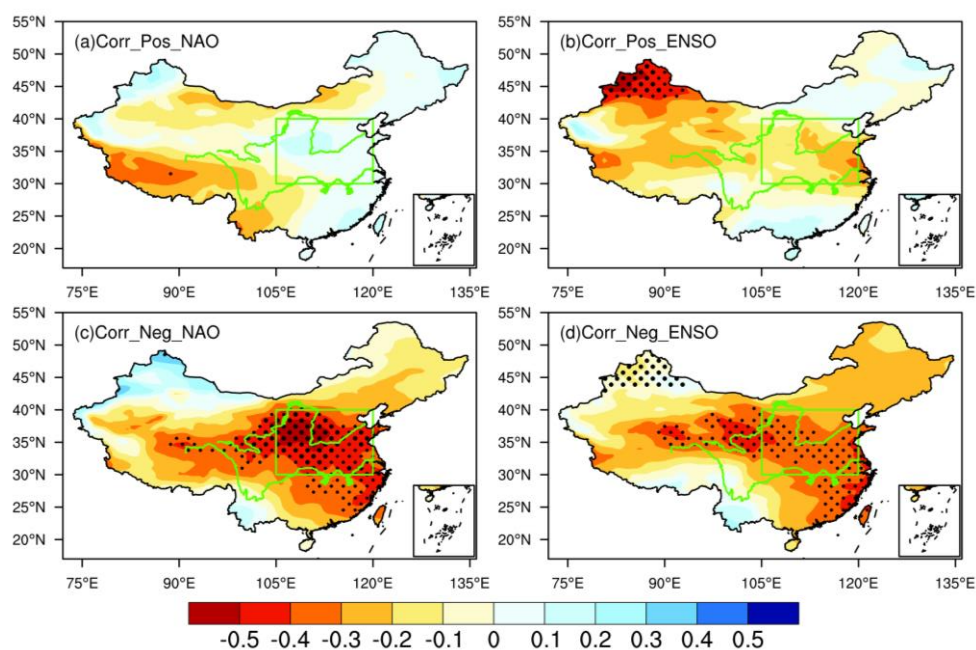 (a)Corr_Pos_NAO
55°N
50°N
45°N
40°N
35°N
30°N
25°N
20°N
75°E 90°E 105°E 120°E 135°E
(b)Corr_Pos_ENSO
55°N
50°N
45°N
40°N
35°N
30°N
25°N
20°N
75°E 90°E 105°E 120°E 135°E
(c)Corr_Neg_NAO
55°N
50°N
45°N
40°N
35°N
30°N
25°N
20°N
75°E 90°E 105°E 120°E 135°E
(d)Corr_Neg_ENSO
55°N
50°N
45°N
40°N
35°N
30°N
25°N
20°N
75°E 90°E 105°E 120°E 135°E
-0.5 -0.4 -0.3 -0.2 -0.1 0 0.1 0.2 0.3 0.4 0.5